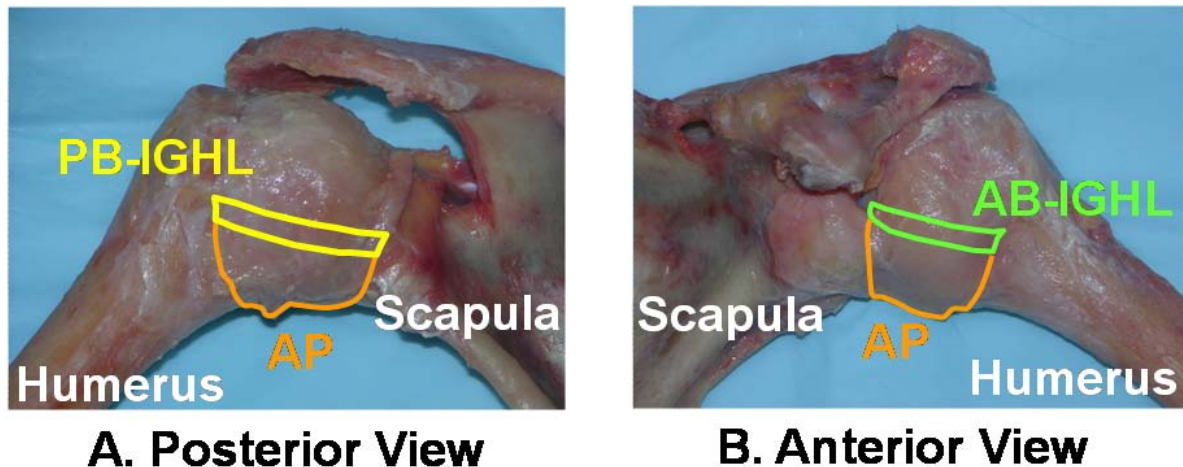 PB-IGHL
Scapula
AP
Humerus
A. Posterior View
AB-IGHL
Scapula
AP
Humerus
B. Anterior View